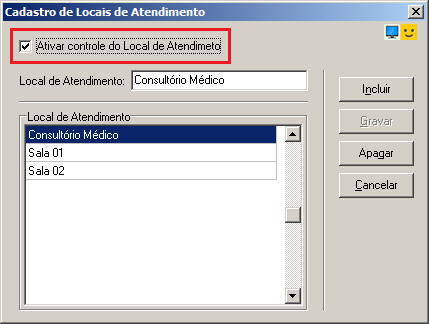 Cadastro de Locais de Atendimento
Ativar controle do Local de Atendimeto
Local de Atendimento: Consultório Médico
Local de Atendimento
Consultório Médico
Sala 01
Sala 02
Incluir
Gravar
Apagar
Cancelar